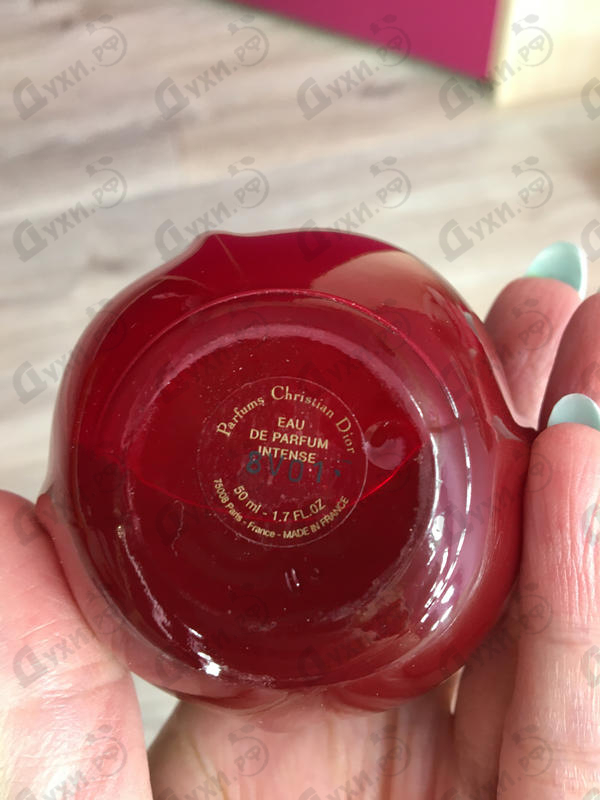 Parfums Christian Dior
EAU
DE PARFUM
INTENSE
8V01
50 ml - 1.7 FL.OZ
75008 Paris - France - MADE IN FRANCE
Духи.рф